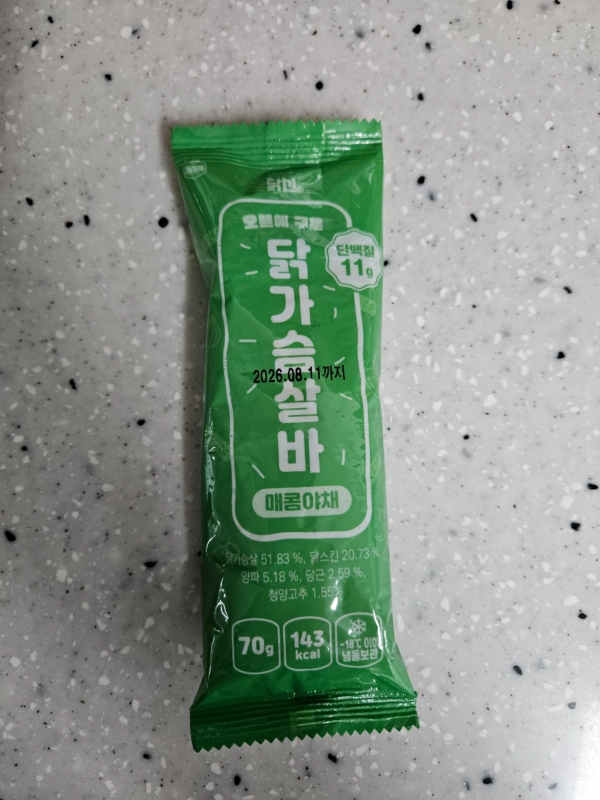 오븐에 구운
단백질
11g
닭가슴살바
2026.08.11까지
매콤야채
닭가슴살 51.83 %, 닭스킨 20.73 %,
양파 5.18 %, 당근 2.59 %,
청양고추 1.55%
70g
143
kcal
-18℃ 이하
냉동보관